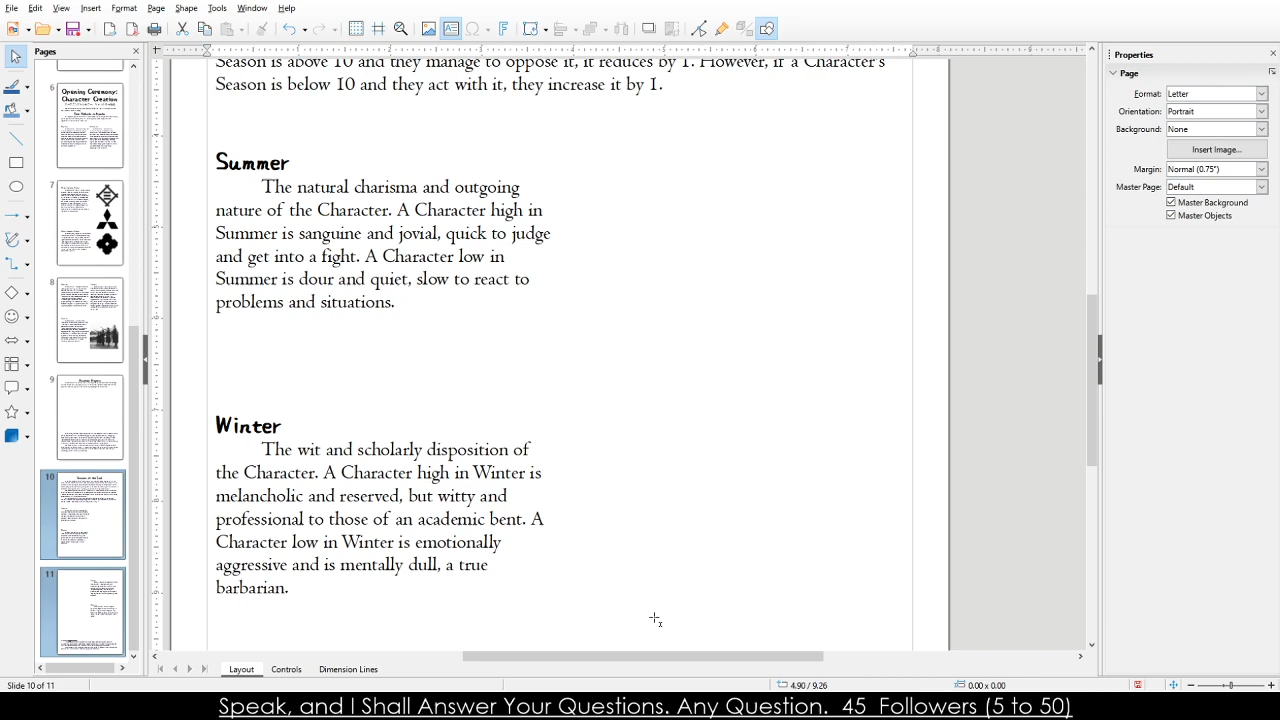 File Edit View Insert Format Page Shape Tools Window Help
Pages
6
Opening Ceremony:
Character Creation
7
8
9
10
11
Season is above 10 and they manage to oppose it, it reduces by 1. However, if a Character's
Season is below 10 and they act with it, they increase it by 1.
Summer
The natural charisma and outgoing
nature of the Character. A Character high in
Summer is sanguine and jovial, quick to judge
and get into a fight. A Character low in
Summer is dour and quiet, slow to react to
problems and situations.
Winter
The wit and scholarly disposition of
the Character. A Character high in Winter is
melancholic and reserved, but witty and
professional to those of an academic bent. A
Character low in Winter is emotionally
aggressive and is mentally dull, a true
barbarian.
Properties
Page
Format: Letter
Orientation: Portrait
Background: None
Insert Image...
Margin: Normal (0.75")
Master Page: Default
Master Background
Master Objects
Layout Controls Dimension Lines
Slide 10 of 11 4.90 / 9.26 0.00 x 0.00
Speak, and I Shall Answer Your Questions. Any Question. 45 Followers (5 to 50)